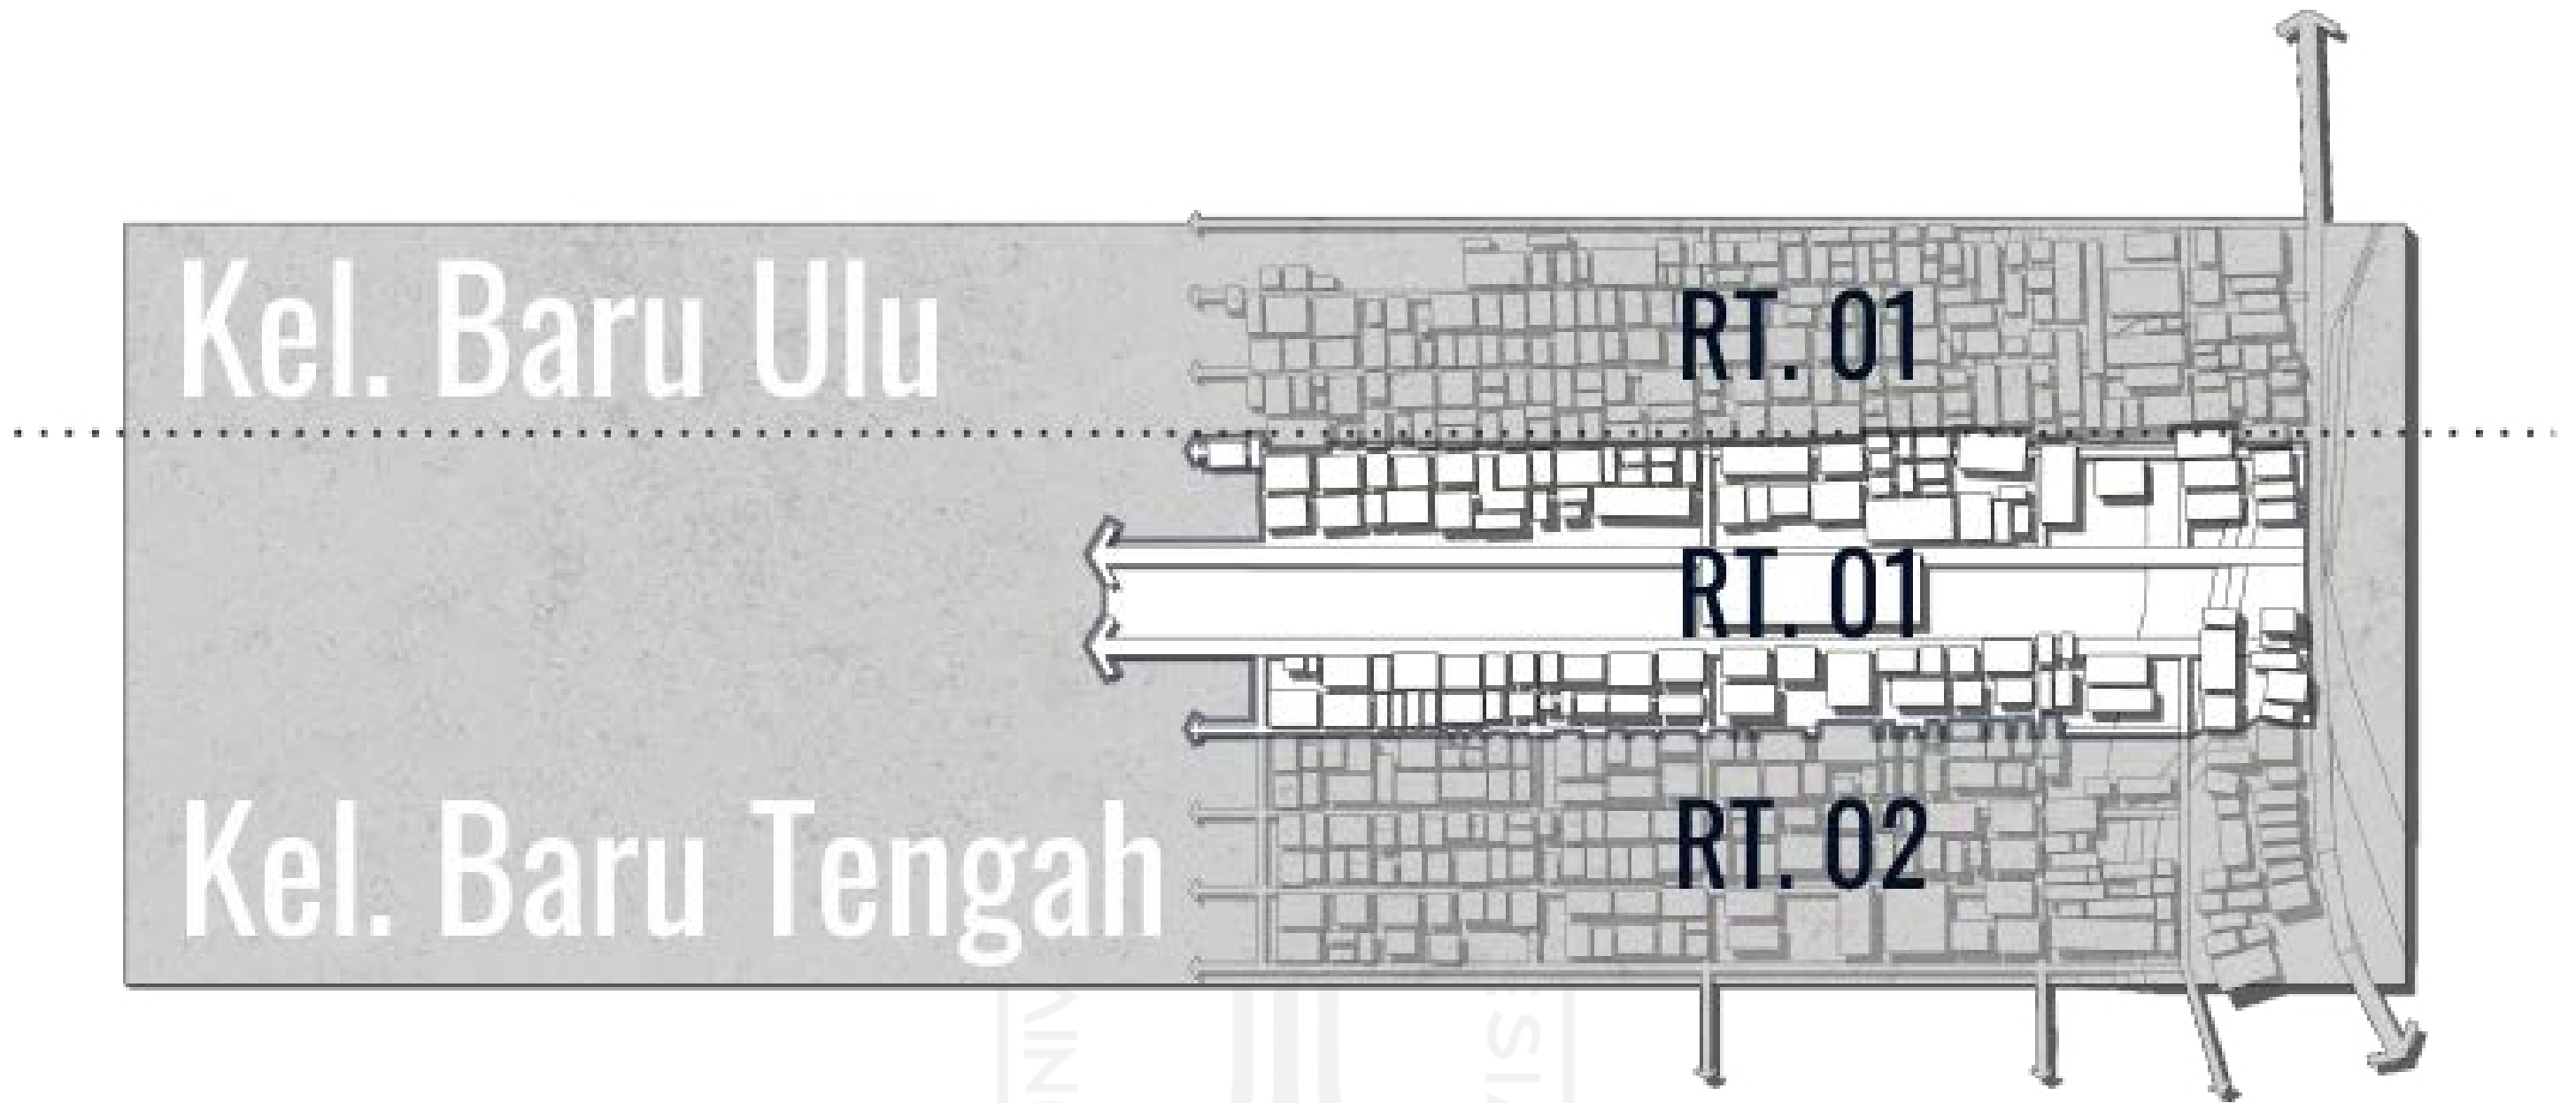 Kel. Baru Ulu
RT. 01
RT. 01
Kel. Baru Tengah
RT. 02